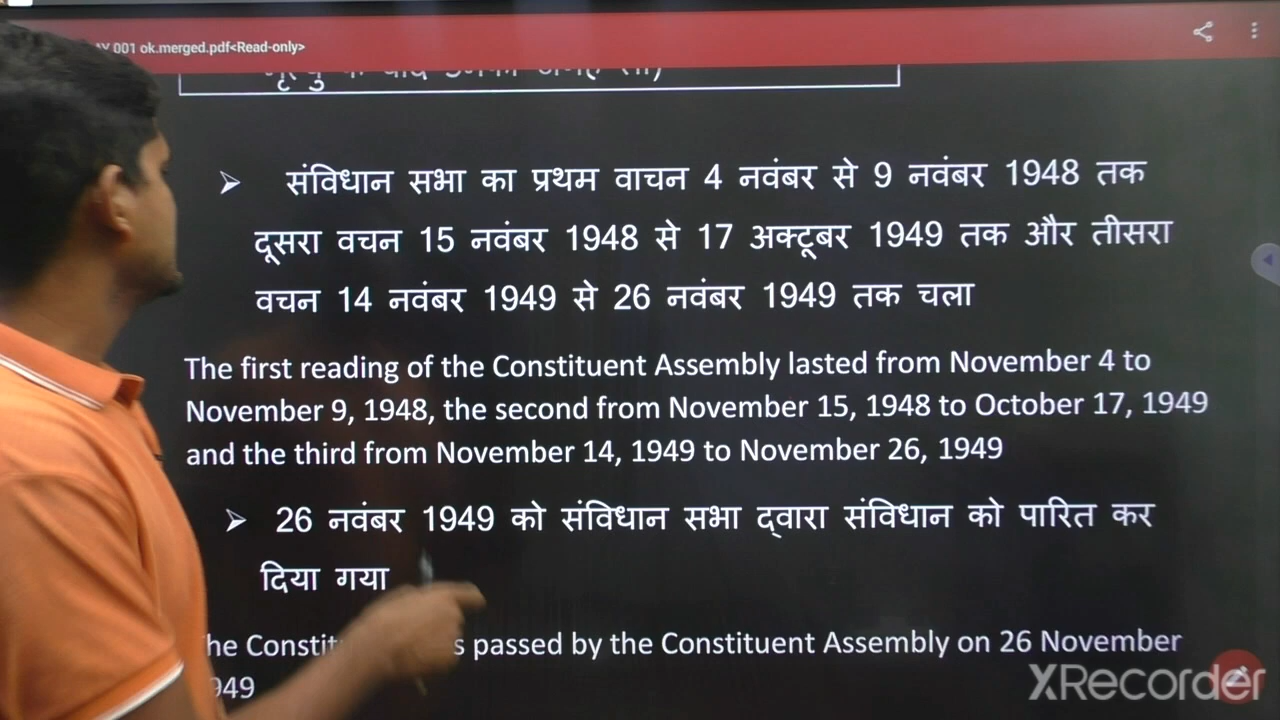 001 ok.merged.pdf<Read-only>
➢ संविधान सभा का प्रथम वाचन 4 नवंबर से 9 नवंबर 1948 तक
दूसरा वचन 15 नवंबर 1948 से 17 अक्टूबर 1949 तक और तीसरा
वचन 14 नवंबर 1949 से 26 नवंबर 1949 तक चला
The first reading of the Constituent Assembly lasted from November 4 to
November 9, 1948, the second from November 15, 1948 to October 17, 1949
and the third from November 14, 1949 to November 26, 1949
➢ 26 नवंबर 1949 को संविधान सभा द्वारा संविधान को पारित कर
दिया गया
passed by the Constituent Assembly on 26 November
XRecorder